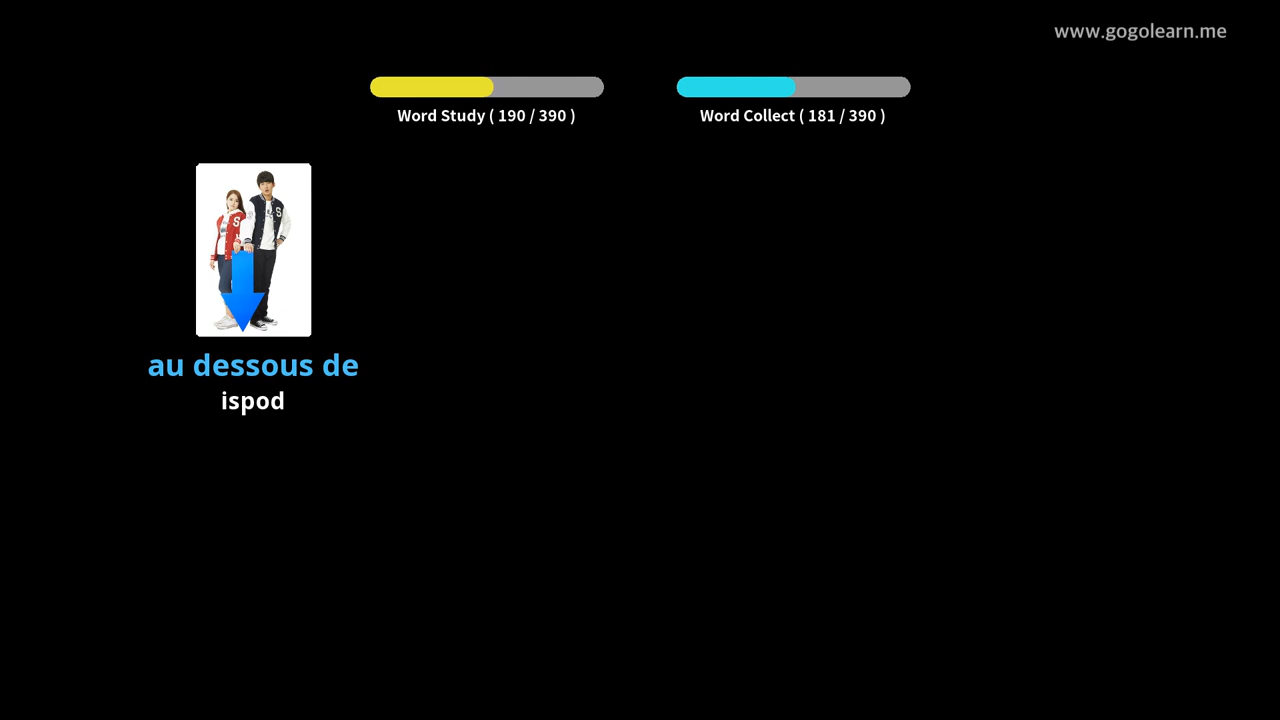 www.gogolearn.me
Word Study ( 190 / 390 )
Word Collect ( 181 / 390 )
S
S
au dessous de
ispod